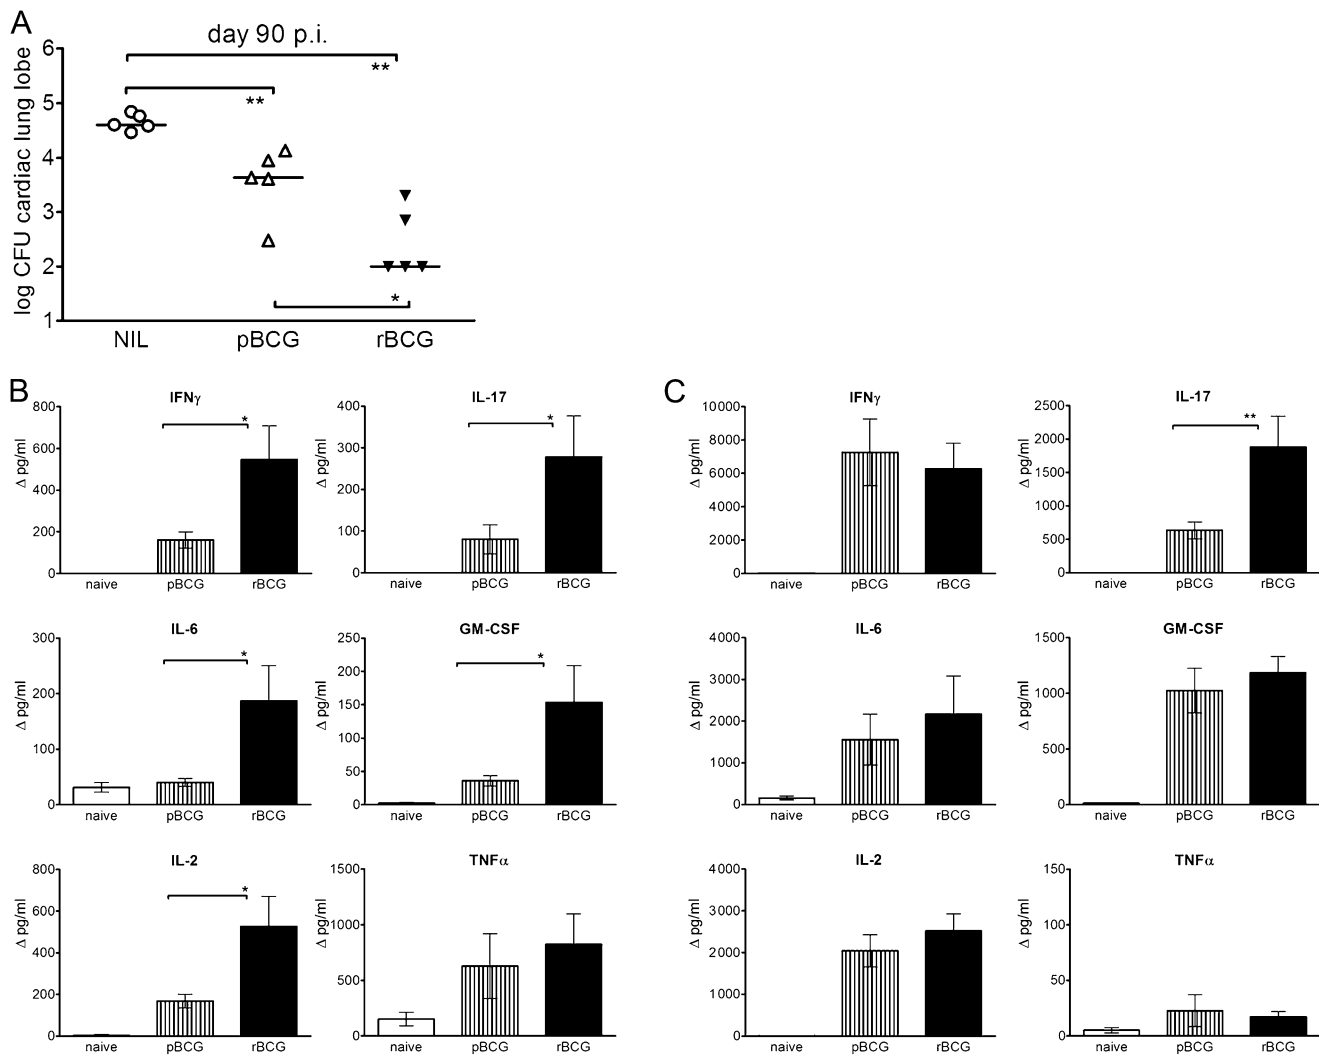 A
day 90 p.i.
log CFU cardiac lung lobe
6
5
4
3
2
1
**
**
*
NIL pBCG rBCG
B
IFNγ
Δ pg/ml
800
600
400
200
0
*
naive pBCG rBCG
IL-17
Δ pg/ml
400
300
200
100
0
*
naive pBCG rBCG
IL-6
Δ pg/ml
300
200
100
0
*
naive pBCG rBCG
GM-CSF
Δ pg/ml
250
200
150
100
50
0
*
naive pBCG rBCG
IL-2
Δ pg/ml
800
600
400
200
0
*
naive pBCG rBCG
TNFα
Δ pg/ml
1500
1000
500
0
naive pBCG rBCG
C
IFNγ
Δ pg/ml
10000
8000
6000
4000
2000
0
naive pBCG rBCG
IL-17
Δ pg/ml
2500
2000
1500
1000
500
0
**
naive pBCG rBCG
IL-6
Δ pg/ml
4000
3000
2000
1000
0
naive pBCG rBCG
GM-CSF
Δ pg/ml
1500
1000
500
0
naive pBCG rBCG
IL-2
Δ pg/ml
4000
3000
2000
1000
0
naive pBCG rBCG
TNFα
Δ pg/ml
150
100
50
0
naive pBCG rBCG